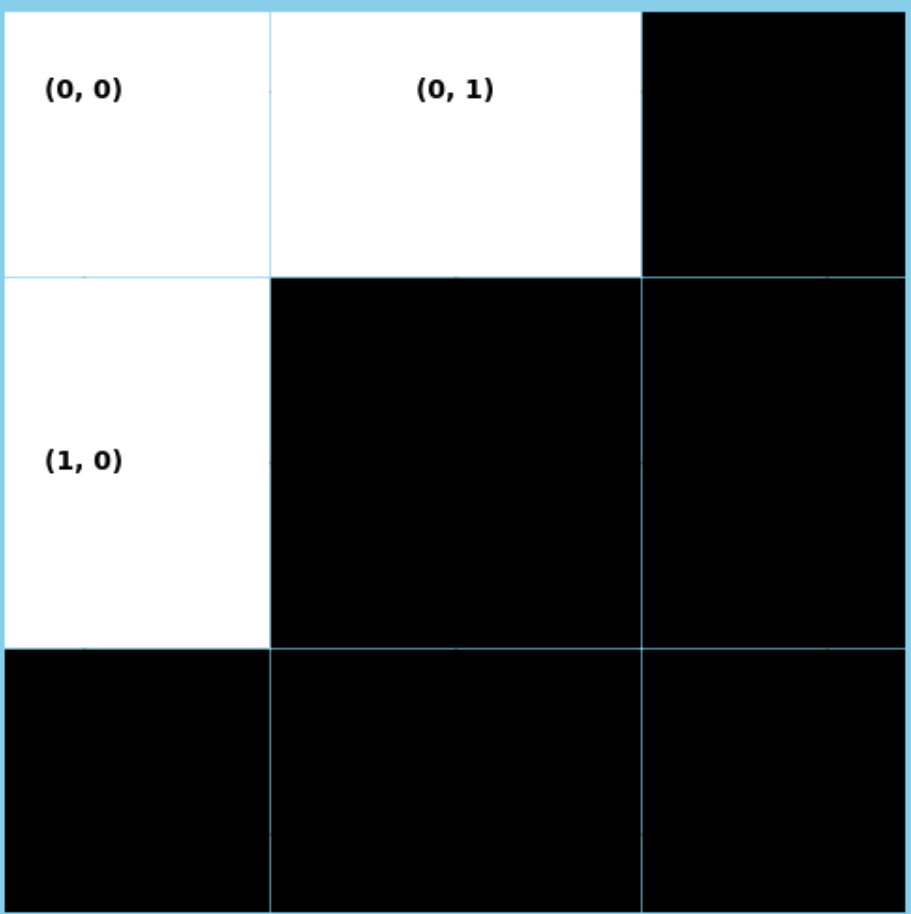 (0, 0) (0, 1)
(1, 0)